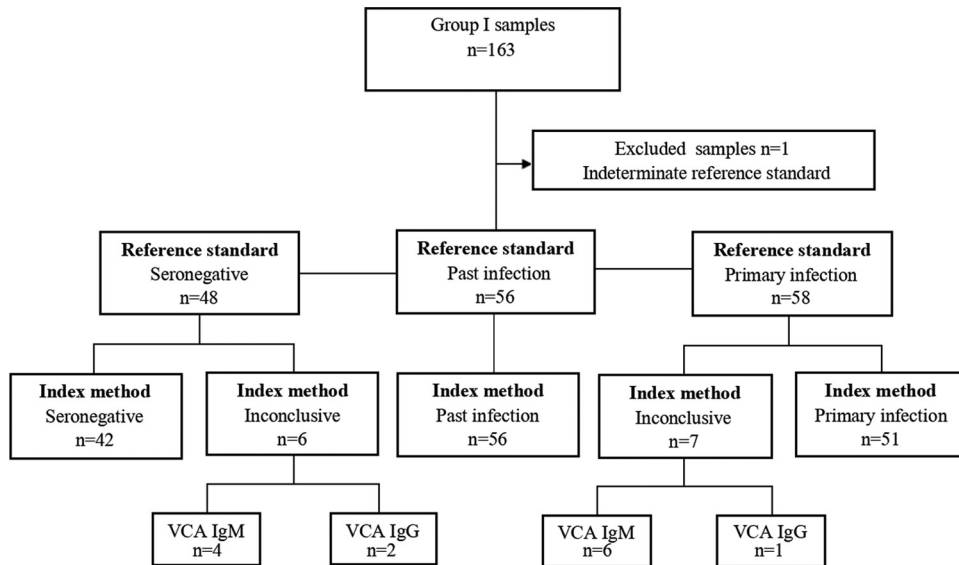 Group I samples
n=163
Excluded samples n=1
Indeterminate reference standard
Reference standard
Seronegative
n=48
Reference standard
Past infection
n=56
Reference standard
Primary infection
n=58
Index method
Seronegative
n=42
Index method
Inconclusive
n=6
Index method
Past infection
n=56
Index method
Inconclusive
n=7
Index method
Primary infection
n=51
VCA IgM
n=4
VCA IgG
n=2
VCA IgM
n=6
VCA IgG
n=1